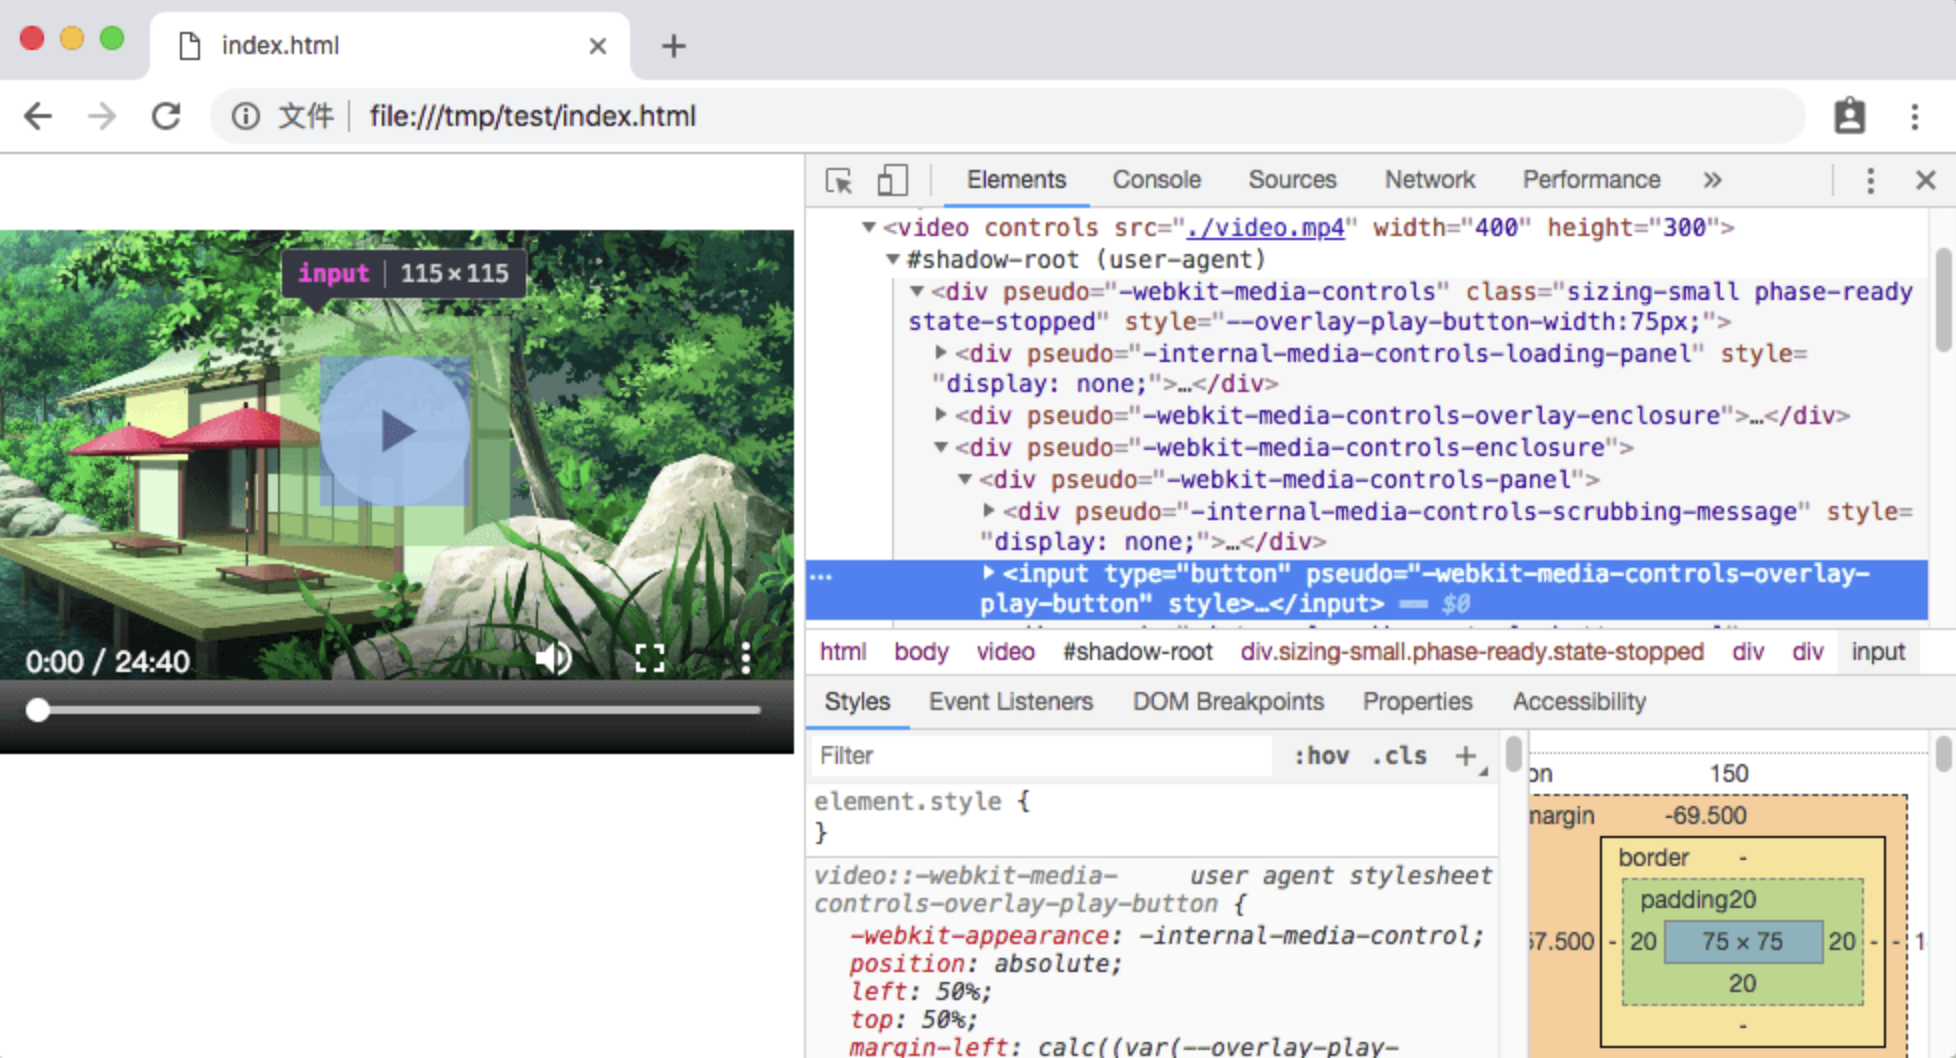 index.html
文件
file:///tmp/test/index.html
input 115×115
0:00 / 24:40
Elements Console Sources Network Performance »
<video controls src="./video.mp4" width="400" height="300">
#shadow-root (user-agent)
<div pseudo="-webkit-media-controls" class="sizing-small phase-ready
state-stopped" style="--overlay-play-button-width:75px;">
<div pseudo="-internal-media-controls-loading-panel" style=
"display: none;">…</div>
<div pseudo="-webkit-media-controls-overlay-enclosure">…</div>
<div pseudo="-webkit-media-controls-enclosure">
<div pseudo="-webkit-media-controls-panel">
<div pseudo="-internal-media-controls-scrubbing-message" style=
"display: none;">…</div>
<input type="button" pseudo="-webkit-media-controls-overlay-
play-button" style>…</input> == $0
html body video #shadow-root div.sizing-small.phase-ready.state-stopped div div input
Styles Event Listeners DOM Breakpoints Properties Accessibility
Filter :hov .cls +
element.style {
}
video::-webkit-media- user agent stylesheet
controls-overlay-play-button {
-webkit-appearance: -internal-media-control;
position: absolute;
left: 50%;
top: 50%;
margin-left: calc((var(--overlay-play-
on 150
margin -69.500
border -
padding20
57.500 - 20 75 × 75 20 - -
20
-